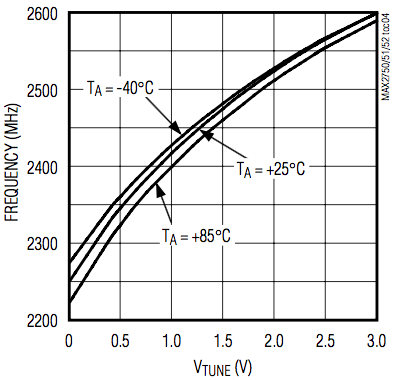 2600
2500
2400
2300
2200
FREQUENCY (MHz)
TA = -40°C
TA = +25°C
TA = +85°C
0 0.5 1.0 1.5 2.0 2.5 3.0
VTUNE (V)
MAX2750/51/52 toc04